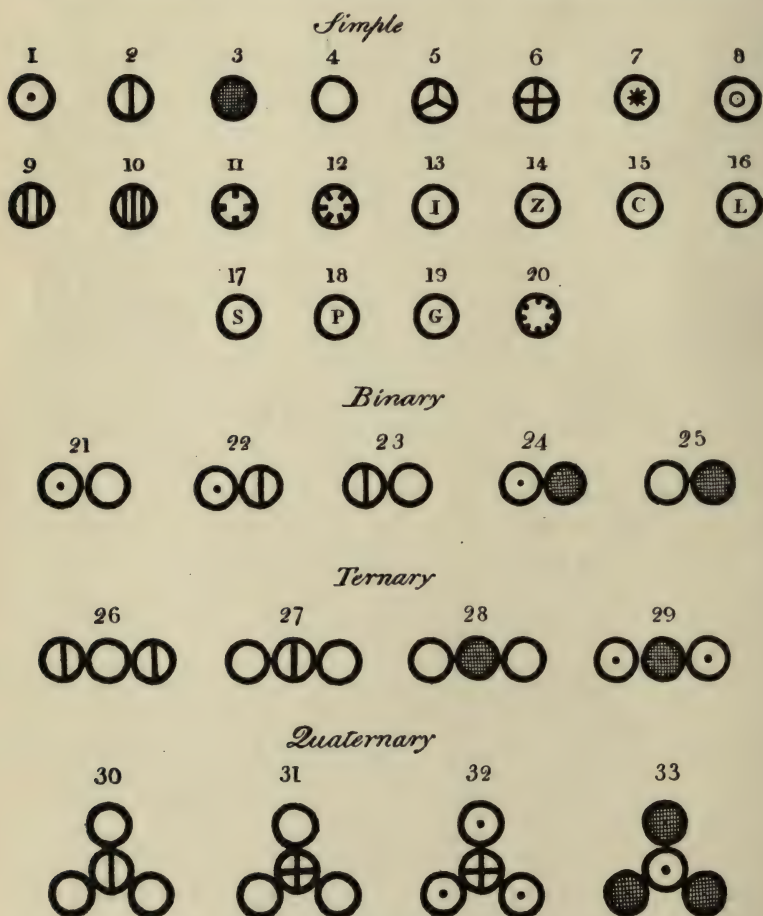 Simple
1 2 3 4 5 6 7 8
9 10 11 12 13 14 15 16
I Z C L
17 18 19 20
S P G
Binary
21 22 23 24 25
Ternary
26 27 28 29
Quaternary
30 31 32 33